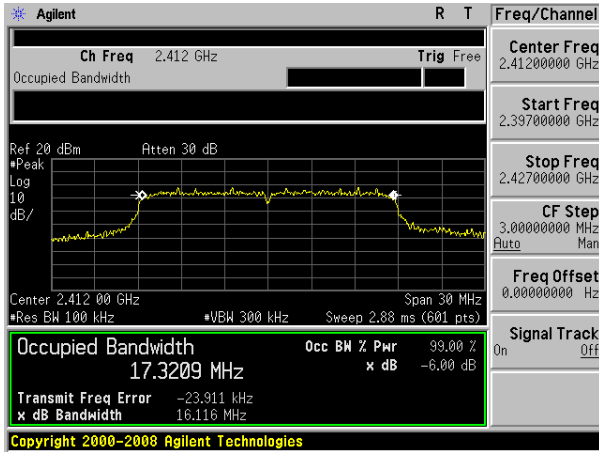 Agilent R T Freq/Channel
Ch Freq 2.412 GHz Trig Free
Occupied Bandwidth
Center Freq
2.41200000 GHz
Start Freq
2.39700000 GHz
Stop Freq
2.42700000 GHz
CF Step
3.00000000 MHz
Auto Man
Freq Offset
0.00000000 Hz
Signal Track
On Off
Ref 20 dBm Atten 30 dB
#Peak
Log
10
dB/
Center 2.412 00 GHz Span 30 MHz
#Res BW 100 kHz #VBW 300 kHz Sweep 2.88 ms (601 pts)
Occupied Bandwidth Occ BW % Pwr 99.00 %
17.3209 MHz x dB -6.00 dB
Transmit Freq Error -23.911 kHz
x dB Bandwidth 16.116 MHz
Copyright 2000-2008 Agilent Technologies